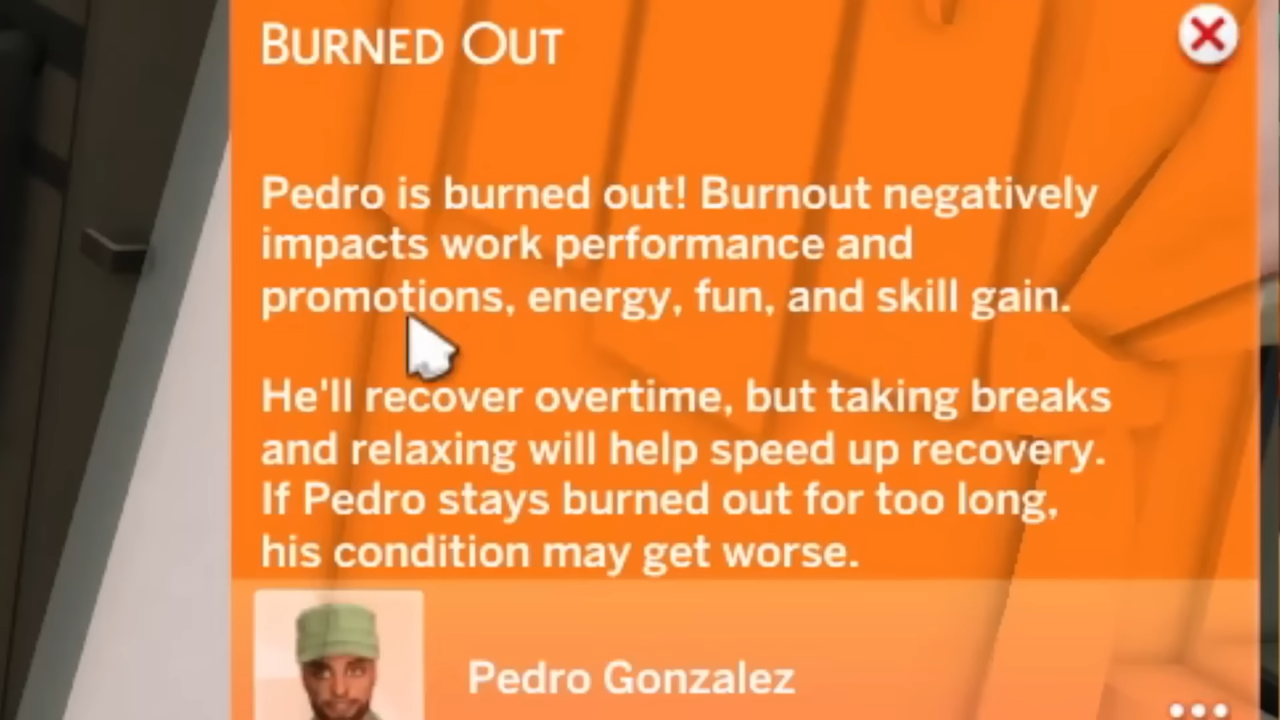 Burned Out
Pedro is burned out! Burnout negatively
impacts work performance and
promotions, energy, fun, and skill gain.
He'll recover overtime, but taking breaks
and relaxing will help speed up recovery.
If Pedro stays burned out for too long,
his condition may get worse.
Pedro Gonzalez